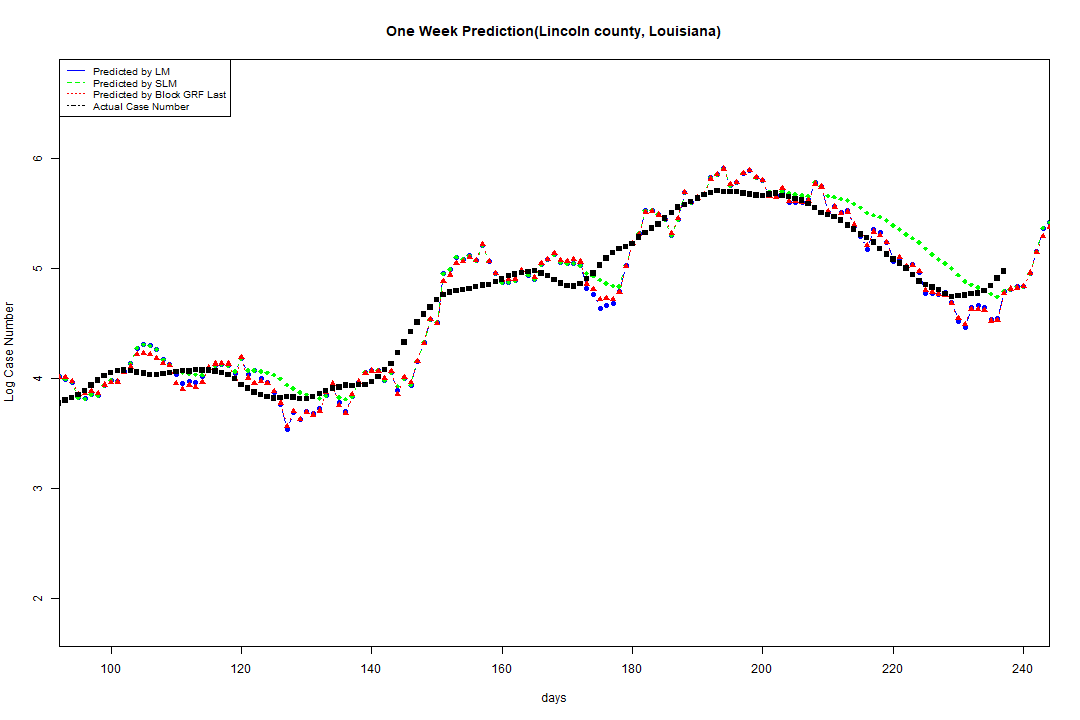 One Week Prediction(Lincoln county, Louisiana)
Predicted by LM
Predicted by SLM
Predicted by Block GRF Last
Actual Case Number
6
5
4
3
2
Log Case Number
100 120 140 160 180 200 220 240
days